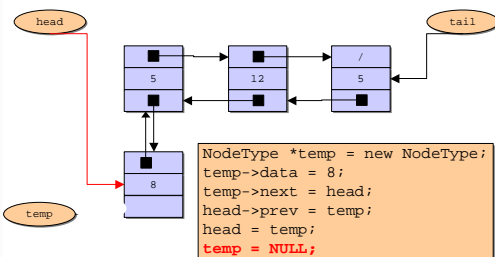 head
tail
/
5
12
5
8
temp
NodeType *temp = new NodeType;
temp->data = 8;
temp->next = head;
head->prev = temp;
head = temp;
temp = NULL;